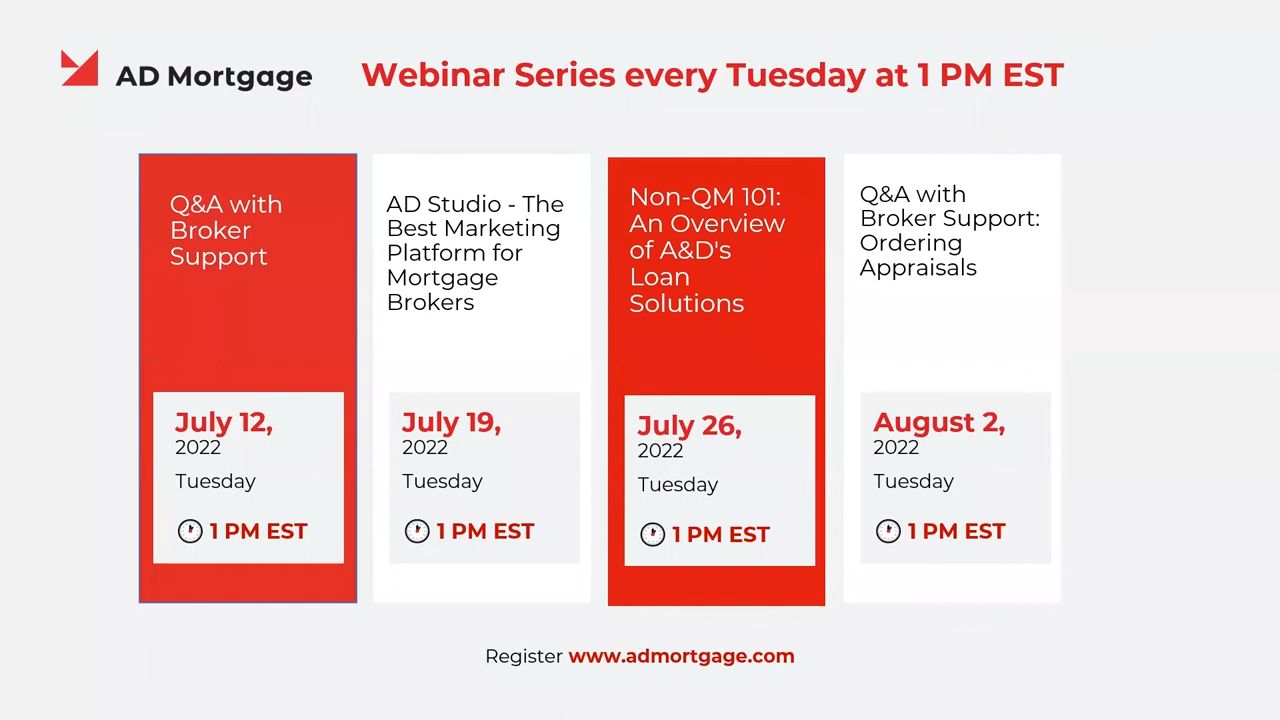 AD Mortgage
Webinar Series every Tuesday at 1 PM EST
Q&A with
Broker
Support
July 12,
2022
Tuesday
1 PM EST
AD Studio - The
Best Marketing
Platform for
Mortgage
Brokers
July 19,
2022
Tuesday
1 PM EST
Non-QM 101:
An Overview
of A&D's
Loan
Solutions
July 26,
2022
Tuesday
1 PM EST
Q&A with
Broker Support:
Ordering
Appraisals
August 2,
2022
Tuesday
1 PM EST
Register www.admortgage.com